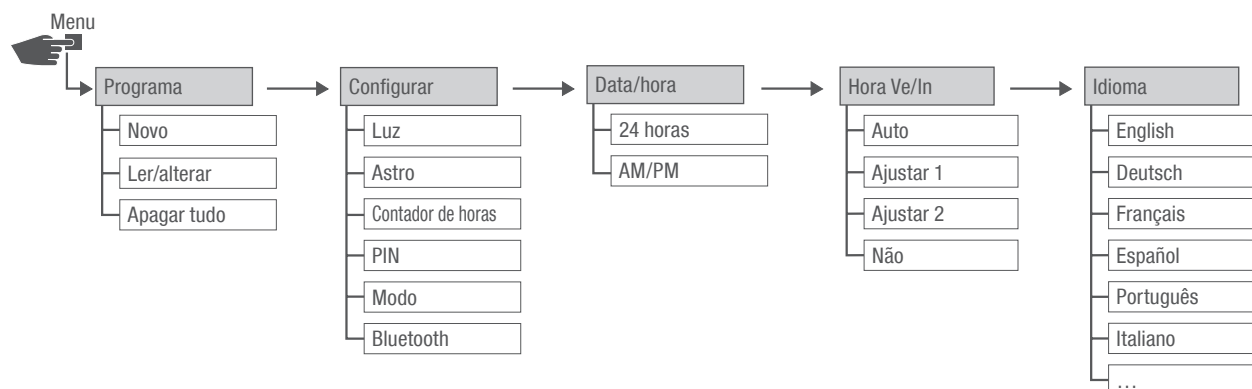 Menu
Programa
Novo
Ler/alterar
Apagar tudo
Configurar
Luz
Astro
Contador de horas
PIN
Modo
Bluetooth
Data/hora
24 horas
AM/PM
Hora Ve/In
Auto
Ajustar 1
Ajustar 2
Não
Idioma
English
Deutsch
Français
Español
Português
Italiano
...